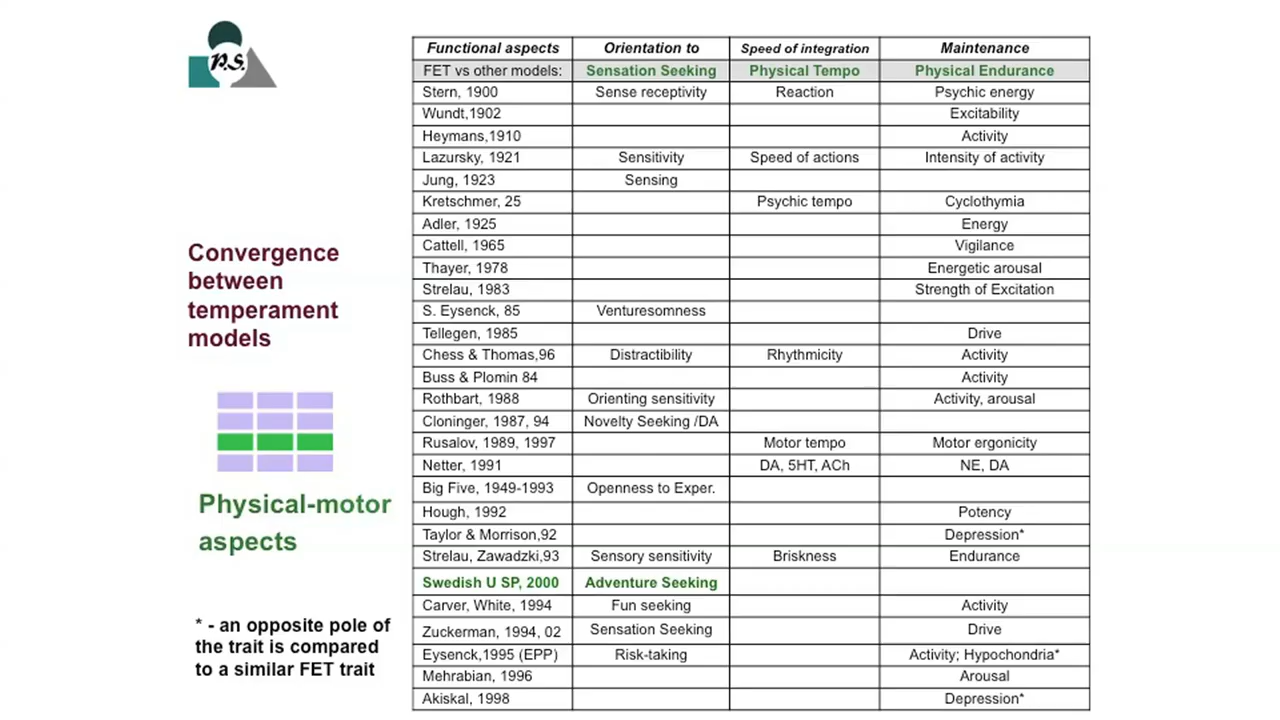 P.S.
Functional aspects Orientation to Speed of integration Maintenance
FET vs other models: Sensation Seeking Physical Tempo Physical Endurance
Stern, 1900 Sense receptivity Reaction Psychic energy
Wundt,1902 Excitability
Heymans,1910 Activity
Lazursky, 1921 Sensitivity Speed of actions Intensity of activity
Jung, 1923 Sensing
Kretschmer, 25 Psychic tempo Cyclothymia
Adler, 1925 Energy
Cattell, 1965 Vigilance
Thayer, 1978 Energetic arousal
Strelau, 1983 Strength of Excitation
S. Eysenck, 85 Venturesomness
Tellegen, 1985 Drive
Chess & Thomas,96 Distractibility Rhythmicity Activity
Buss & Plomin 84 Activity
Rothbart, 1988 Orienting sensitivity Activity, arousal
Cloninger, 1987, 94 Novelty Seeking /DA
Rusalov, 1989, 1997 Motor tempo Motor ergonicity
Netter, 1991 DA, 5HT, ACh NE, DA
Big Five, 1949-1993 Openness to Exper.
Hough, 1992 Potency
Taylor & Morrison,92 Depression*
Strelau, Zawadzki,93 Sensory sensitivity Briskness Endurance
Swedish U SP, 2000 Adventure Seeking
Carver, White, 1994 Fun seeking Activity
Zuckerman, 1994, 02 Sensation Seeking Drive
Eysenck,1995 (EPP) Risk-taking Activity; Hypochondria*
Mehrabian, 1996 Arousal
Akiskal, 1998 Depression*
Convergence
between
temperament
models
Physical-motor
aspects
* - an opposite pole of
the trait is compared
to a similar FET trait